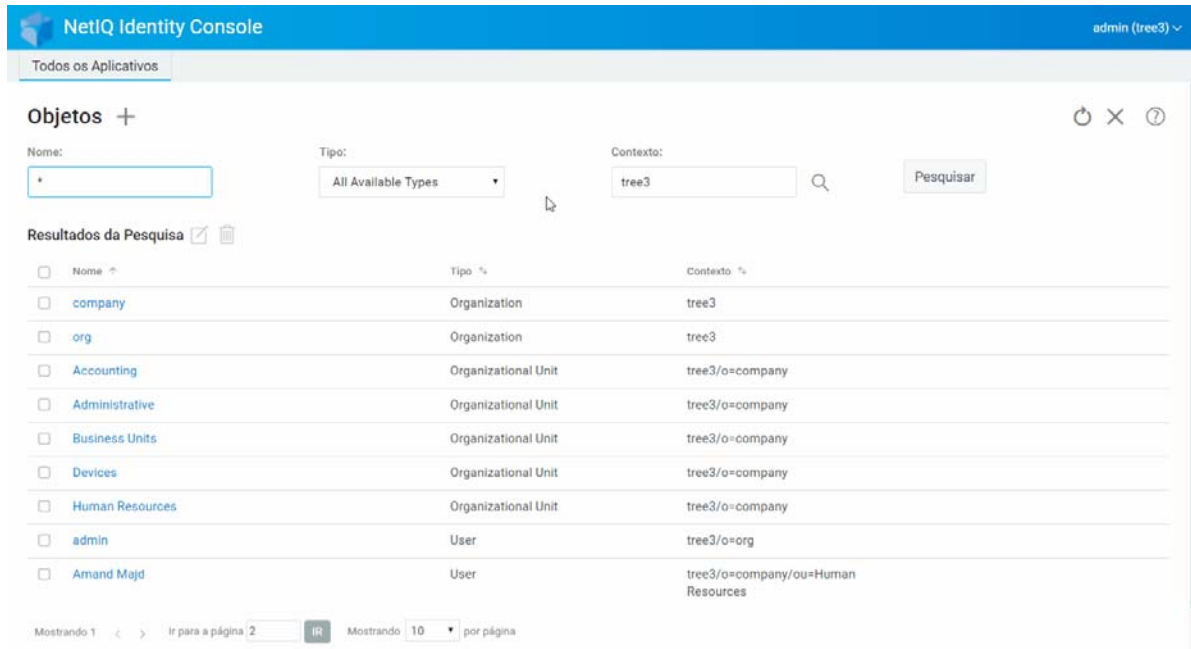 NetIQ Identity Console
admin (tree3)
Todos os Aplicativos
Objetos
Nome: Tipo: Contexto:
* All Available Types tree3 Pesquisar
Resultados da Pesquisa
Nome Tipo Contexto
company Organization tree3
org Organization tree3
Accounting Organizational Unit tree3/o=company
Administrative Organizational Unit tree3/o=company
Business Units Organizational Unit tree3/o=company
Devices Organizational Unit tree3/o=company
Human Resources Organizational Unit tree3/o=company
admin User tree3/o=org
Amand Majd User tree3/o=company/ou=Human
Resources
Mostrando 1 < > Ir para a página 2 IR Mostrando 10 por página